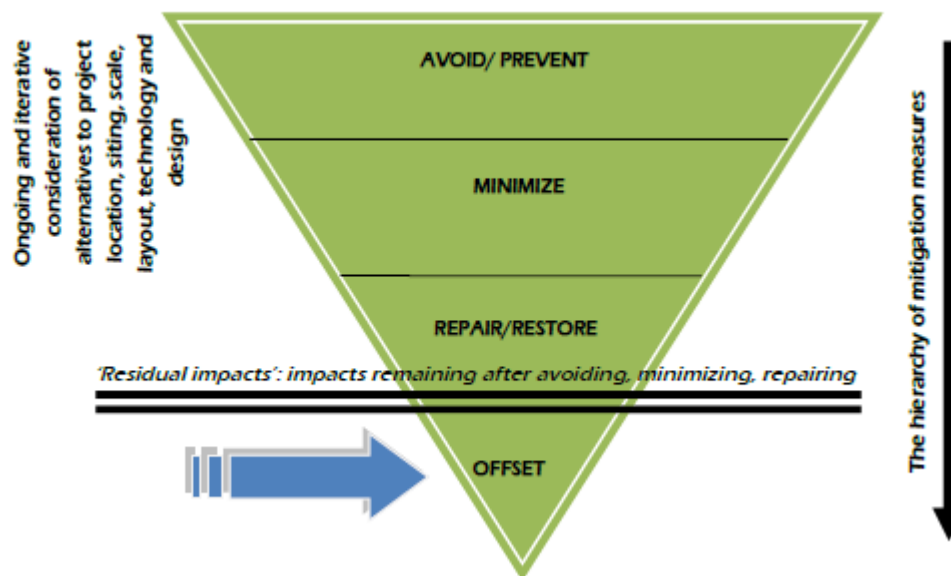 Ongoing and iterative
consideration of
alternatives to project
location, siting, scale,
layout, technology and
design
AVOID/ PREVENT
MINIMIZE
REPAIR/RESTORE
'Residual impacts': impacts remaining after avoiding, minimizing, repairing
OFFSET
The hierarchy of mitigation measures